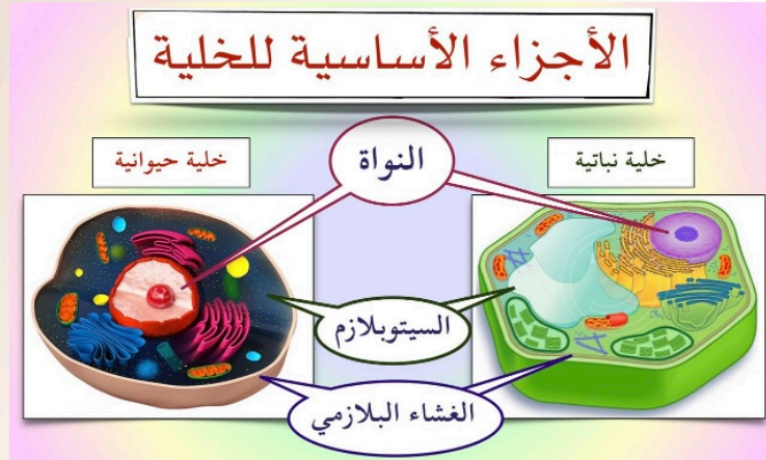 الأجزاء الأساسية للخلية
خلية نباتية
النواة
خلية حيوانية
السيتوبلازم
الغشاء البلازمي